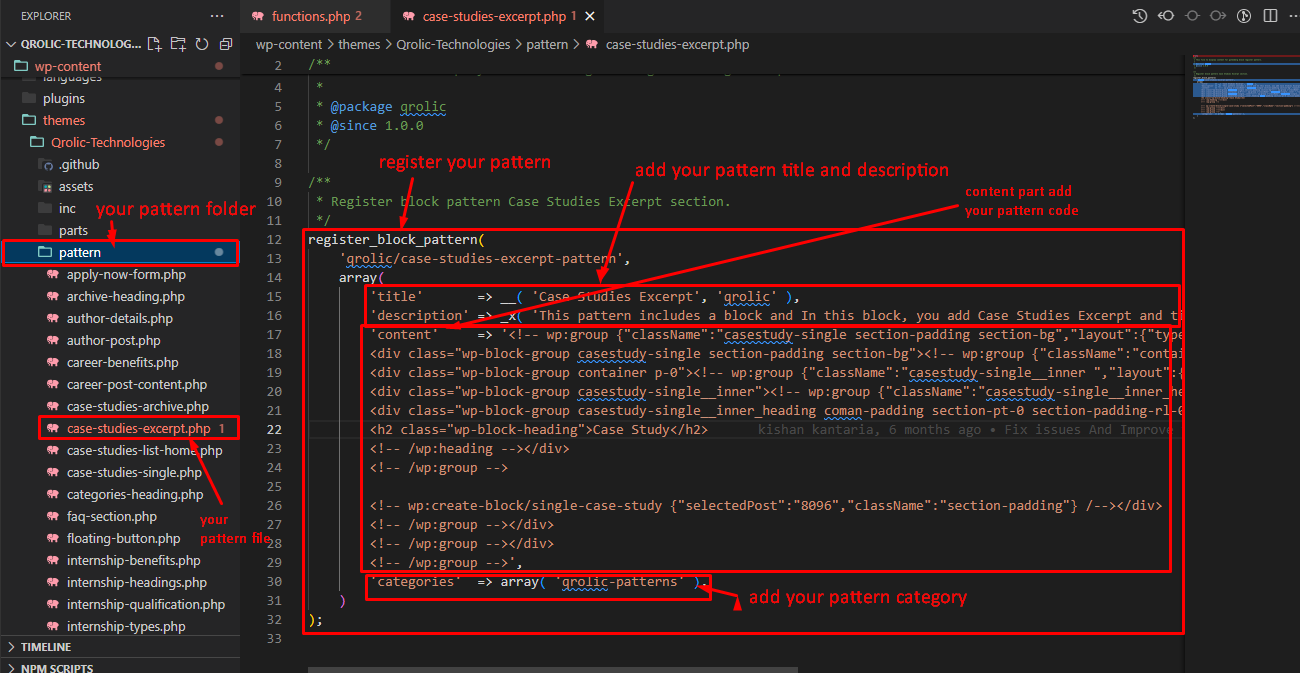 EXPLORER
functions.php 2
case-studies-excerpt.php 1
QROLIC-TECHNOLOG...
wp-content > themes > Qrolic-Technologies > pattern > case-studies-excerpt.php
wp-content
languages
plugins
themes
Qrolic-Technologies
.github
assets
inc
parts
pattern
apply-now-form.php
archive-heading.php
author-details.php
author-post.php
career-benefits.php
career-post-content.php
case-studies-archive.php
case-studies-excerpt.php 1
case-studies-list-home.php
case-studies-single.php
categories-heading.php
faq-section.php
floating-button.php
internship-benefits.php
internship-headings.php
internship-qualification.php
internship-types.php
TIMELINE
NPM SCRIPTS
your pattern folder
your
pattern file
register your pattern
add your pattern title and description
content part add
your pattern code
2 /**
4 *
5 * @package qrolic
6 * @since 1.0.0
7 */
8
9 /**
10 * Register block pattern Case Studies Excerpt section.
11 */
12 register_block_pattern(
13 'qrolic/case-studies-excerpt-pattern',
14 array(
15 'title' => __( 'Case Studies Excerpt', 'qrolic' ),
16 'description' => _x( 'This pattern includes a block and In this block, you add Case Studies Excerpt and ti
17 'content' => '<!-- wp:group {"className":"casestudy-single section-padding section-bg","layout":{"type
18 <div class="wp-block-group casestudy-single section-padding section-bg"><!-- wp:group {"className":"contai
19 <div class="wp-block-group container p-0"><!-- wp:group {"className":"casestudy-single__inner ","layout":{
20 <div class="wp-block-group casestudy-single__inner"><!-- wp:group {"className":"casestudy-single__inner_he
21 <div class="wp-block-group casestudy-single__inner_heading coman-padding section-pt-0 section-padding-rl-0
22 <h2 class="wp-block-heading">Case Study</h2> kishan kantaria, 6 months ago • Fix issues And Improve
23 <!-- /wp:heading --></div>
24 <!-- /wp:group -->
25
26 <!-- wp:create-block/single-case-study {"selectedPost":"8096","className":"section-padding"} /--></div>
27 <!-- /wp:group --></div>
28 <!-- /wp:group --></div>
29 <!-- /wp:group -->',
30 'categories' => array( 'qrolic-patterns' ),
31 )
32 );
33
add your pattern category